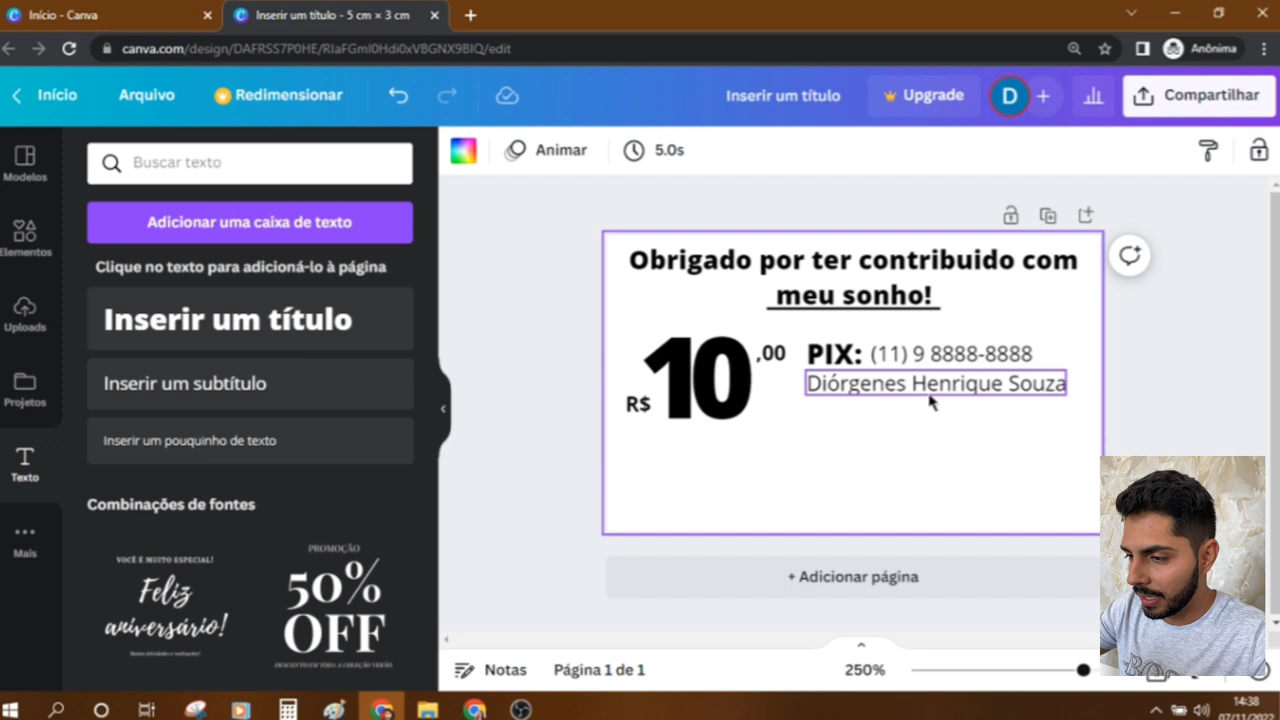 Início - Canva
Inserir um título - 5 cm × 3 cm
canva.com/design/DAFRSS7P0HE/RIaFGmI0Hdi0xVBGNX9BIQ/edit
Anônima
Início
Arquivo
Redimensionar
Inserir um título
Upgrade
D
Compartilhar
Modelos
Elementos
Uploads
Projetos
Texto
Mais
Buscar texto
Adicionar uma caixa de texto
Clique no texto para adicioná-lo à página
Inserir um título
Inserir um subtítulo
Inserir um pouquinho de texto
Combinações de fontes
VOCÊ É MUITO ESPECIAL!
Feliz
aniversário!
PROMOÇÃO
50%
OFF
Animar
5.0s
Obrigado por ter contribuido com
meu sonho!
R$ 10 ,00
PIX: (11) 9 8888-8888
Diórgenes Henrique Souza
+ Adicionar página
Notas
Página 1 de 1
250%
14:38
07/11/2022